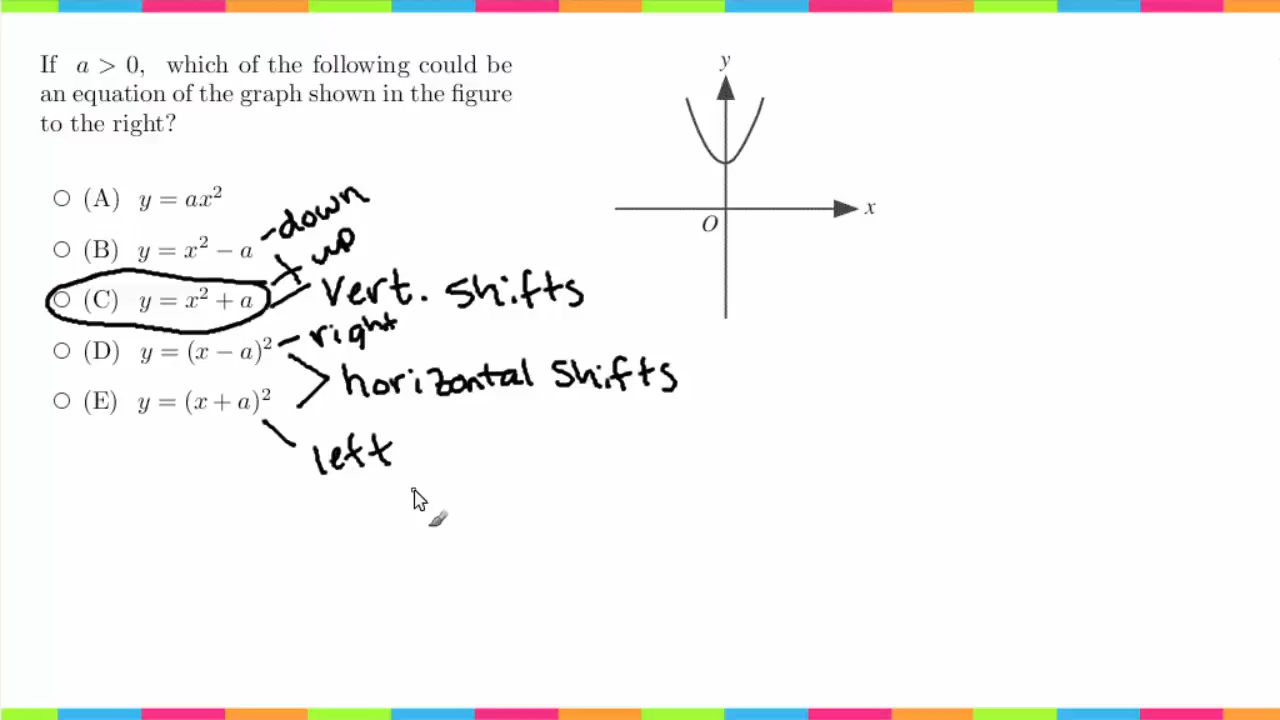 If a > 0, which of the following could be
an equation of the graph shown in the figure
to the right?
(A) y = ax²
(B) y = x² − a
- down
+ up
(C) y = x² + a
Vert. shifts
(D) y = (x − a)²
- right
horizontal shifts
(E) y = (x + a)²
left
y
x
O